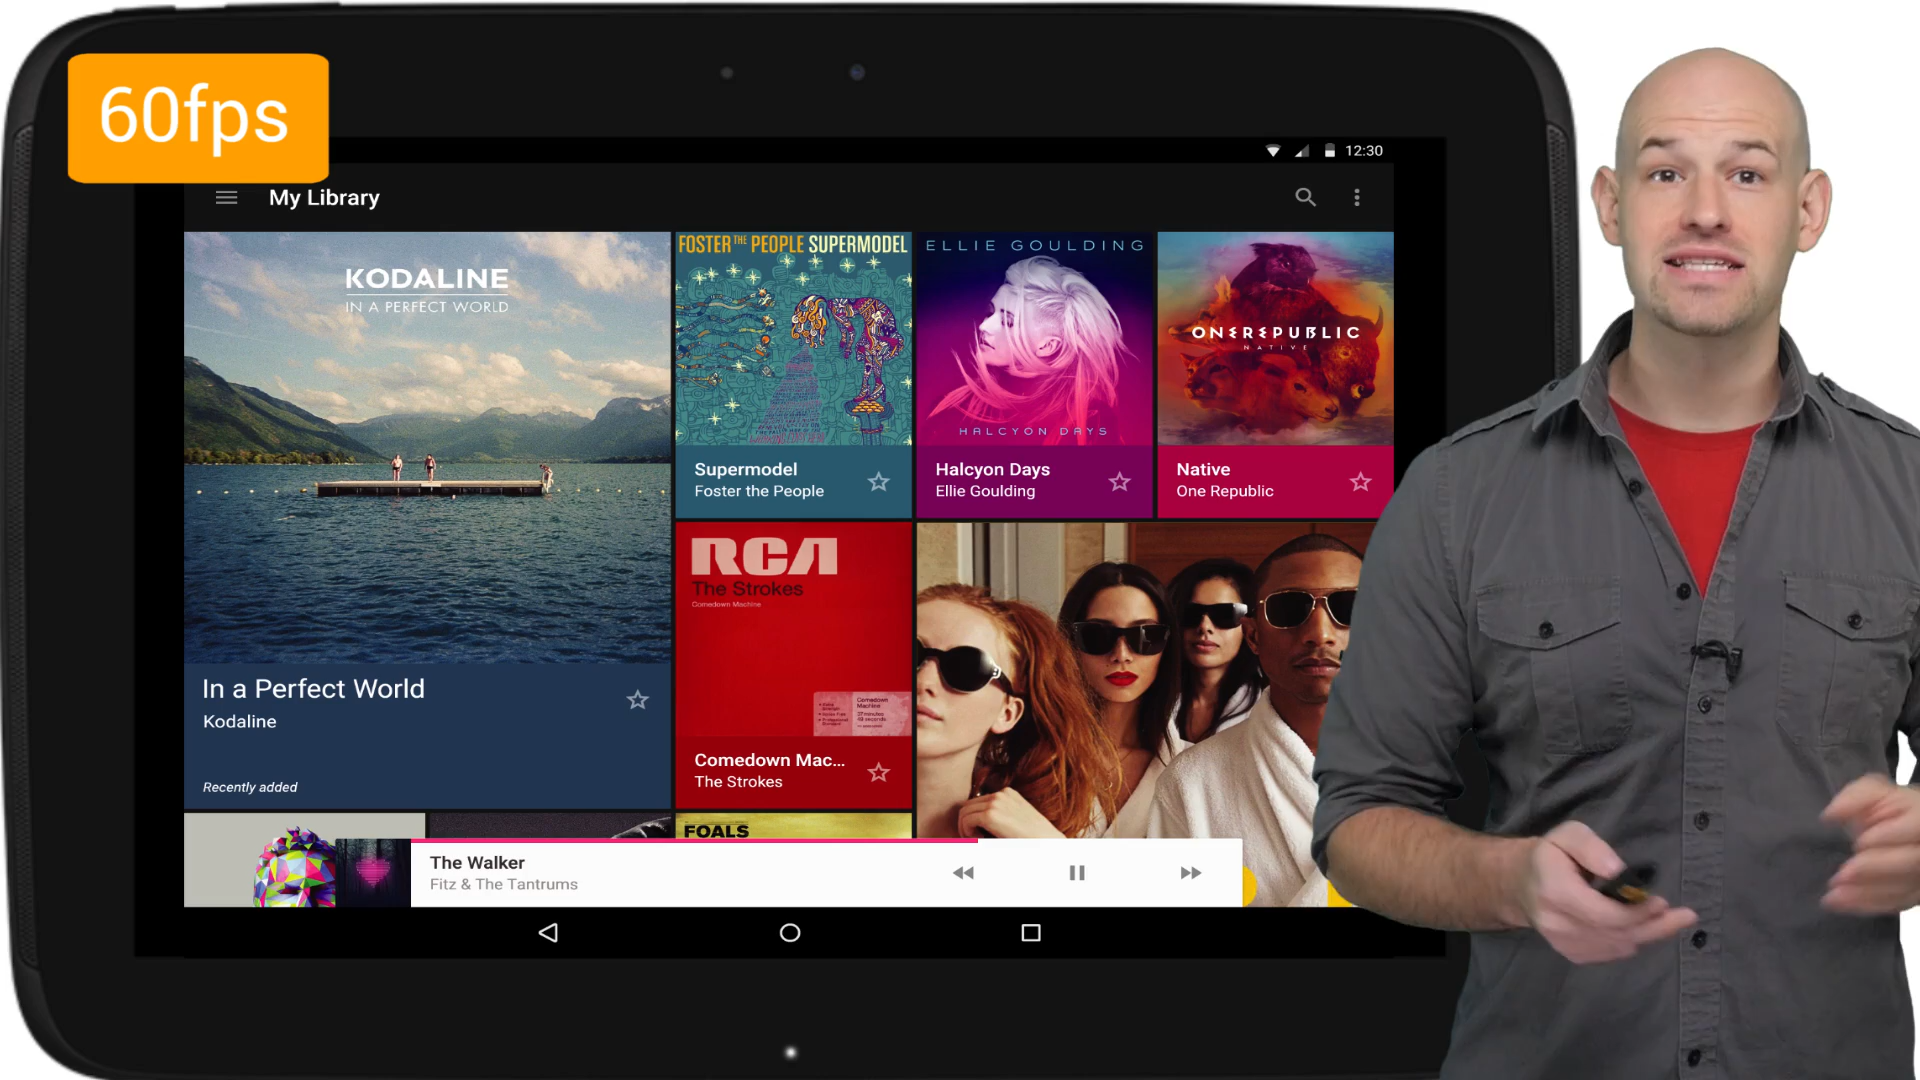 60fps
12:30
My Library
KODALINE
IN A PERFECT WORLD
FOSTER THE PEOPLE SUPERMODEL
ELLIE GOULDING
HALCYON DAYS
ONEREPUBLIC
NATIVE
Supermodel
Foster the People
Halcyon Days
Ellie Goulding
Native
One Republic
RCA
The Strokes
Comedown Machine
Comedown
Machine
In a Perfect World
Kodaline
Recently added
Comedown Mac...
The Strokes
FOALS
The Walker
Fitz & The Tantrums